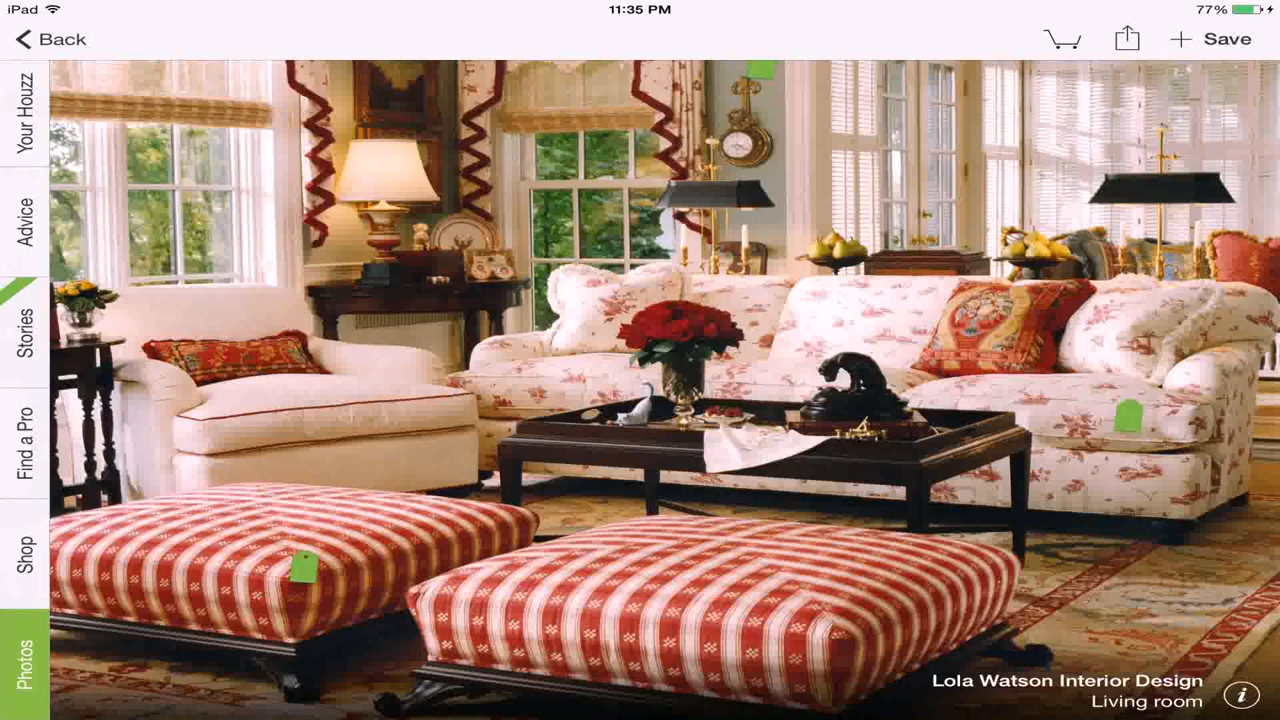 iPad
11:35 PM
77%
Back
Save
Your Houzz
Advice
Stories
Find a Pro
Shop
Photos
Lola Watson Interior Design
Living room
i